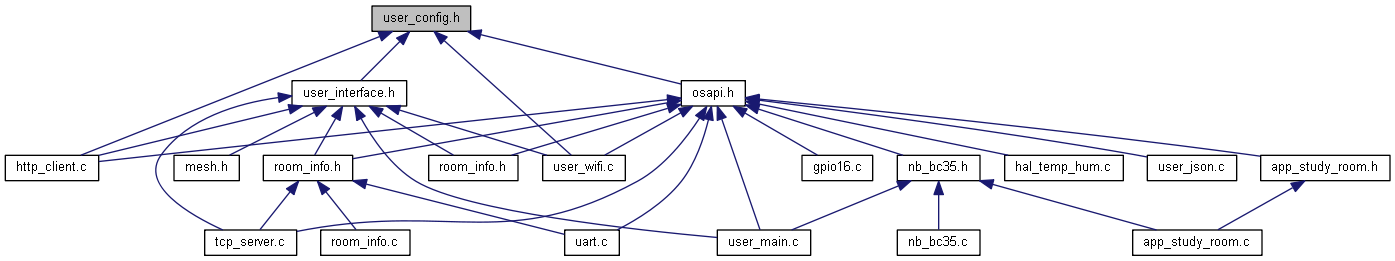 user_config.h
user_interface.h
osapi.h
http_client.c
mesh.h
room_info.h
room_info.h
user_wifi.c
gpio16.c
nb_bc35.h
hal_temp_hum.c
user_json.c
app_study_room.h
tcp_server.c
room_info.c
uart.c
user_main.c
nb_bc35.c
app_study_room.c